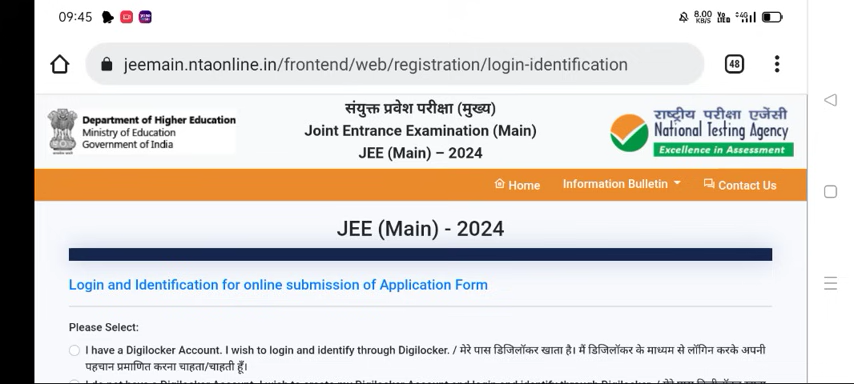 09:45
8.00 KB/S
4G
jeemain.ntaonline.in/frontend/web/registration/login-identification
48
Department of Higher Education
Ministry of Education
Government of India
संयुक्त प्रवेश परीक्षा (मुख्य)
Joint Entrance Examination (Main)
JEE (Main) – 2024
राष्ट्रीय परीक्षा एजेंसी
National Testing Agency
Excellence in Assessment
Home Information Bulletin Contact Us
JEE (Main) - 2024
Login and Identification for online submission of Application Form
Please Select:
I have a Digilocker Account. I wish to login and identify through Digilocker. / मेरे पास डिजिलॉकर खाता है। मैं डिजिलॉकर के माध्यम से लॉगिन करके अपनी
पहचान प्रमाणित करना चाहता/चाहती हूँ।